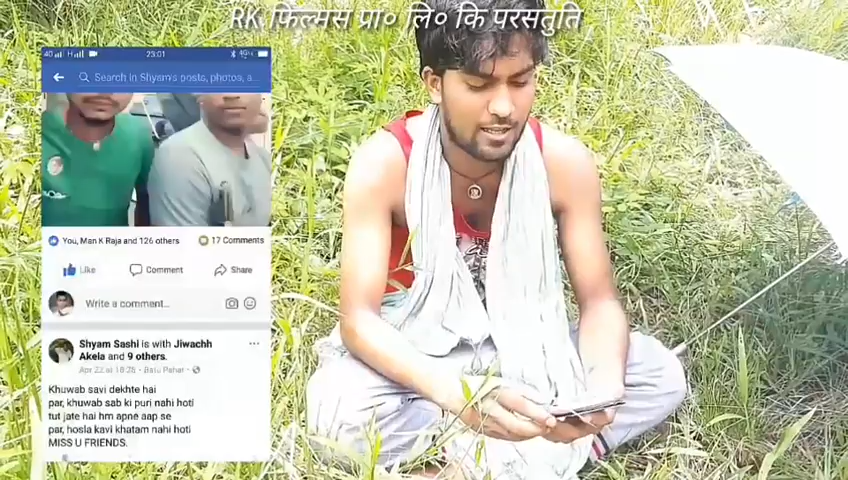 RK फिल्मस प्रा० लि० कि परसतुति
23:01
Search in Shyam's posts, photos, a...
You, Man K Raja and 126 others
17 Comments
Like
Comment
Share
Write a comment...
Shyam Sashi is with Jiwachh
Akela and 9 others.
Apr 22 at 18:28 • Batu Pahat •
Khuwab savi dekhte hai
par, khuwab sab ki puri nahi hoti
tut jate hai hm apne aap se
par, hosla kavi khatam nahi hoti
MISS U FRIENDS.